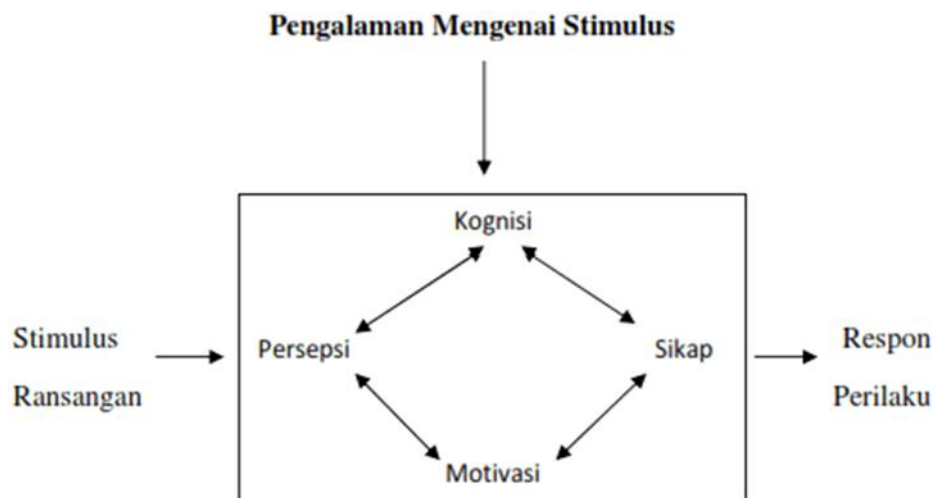 Pengalaman Mengenai Stimulus
Kognisi
Stimulus
Ransangan
Persepsi
Sikap
Respon
Perilaku
Motivasi